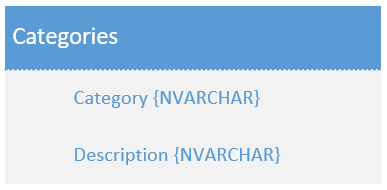 Categories
Category {NVARCHAR}
Description {NVARCHAR}